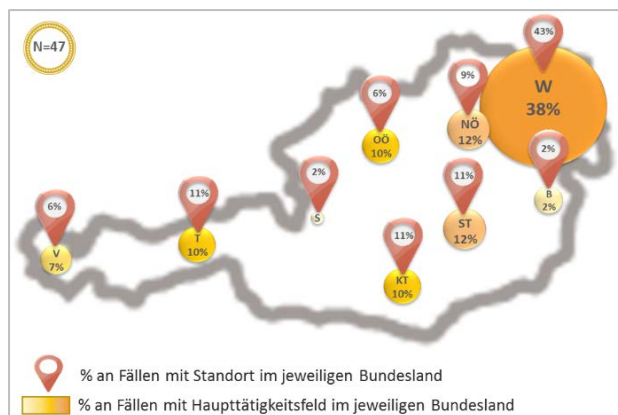 N=47
43%
W
38%
9%
NÖ
12%
6%
OÖ
10%
2%
B
2%
2%
S
11%
ST
12%
11%
T
10%
6%
V
7%
11%
KT
10%
% an Fällen mit Standort im jeweiligen Bundesland
% an Fällen mit Haupttätigkeitsfeld im jeweiligen Bundesland